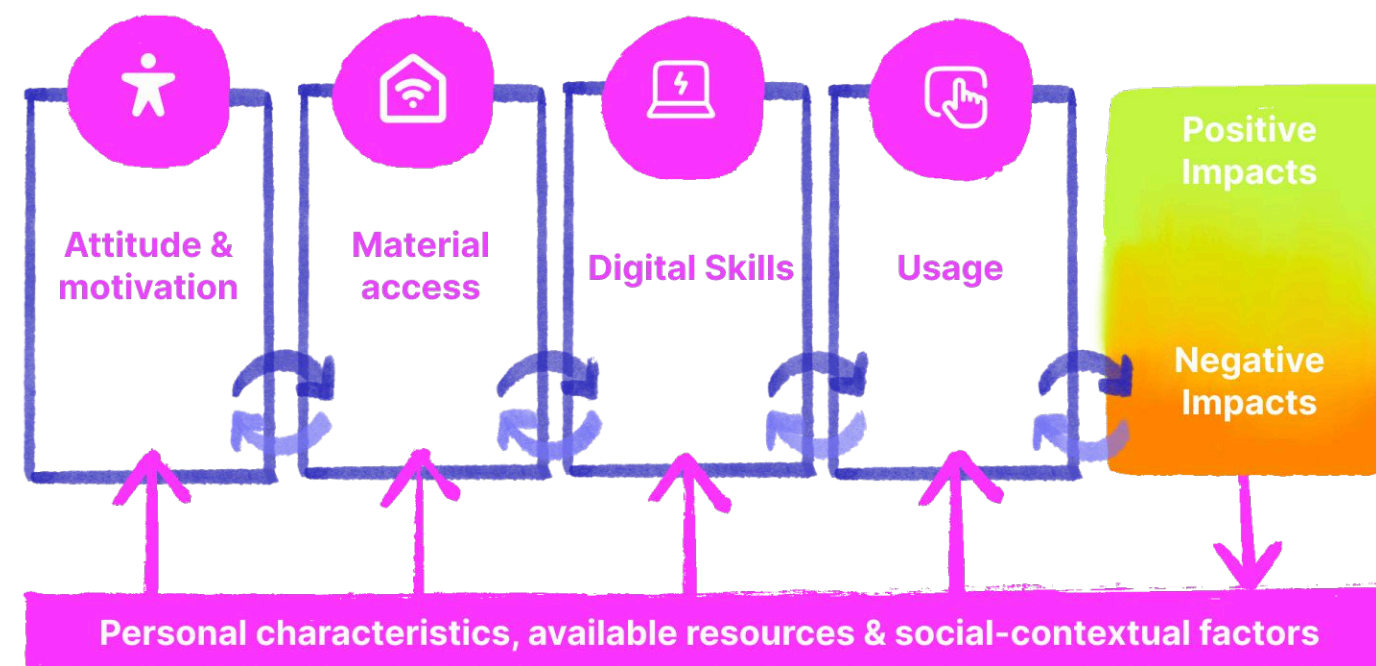 Attitude &
motivation
Material
access
Digital Skills
Usage
Positive
Impacts
Negative
Impacts
Personal characteristics, available resources & social-contextual factors